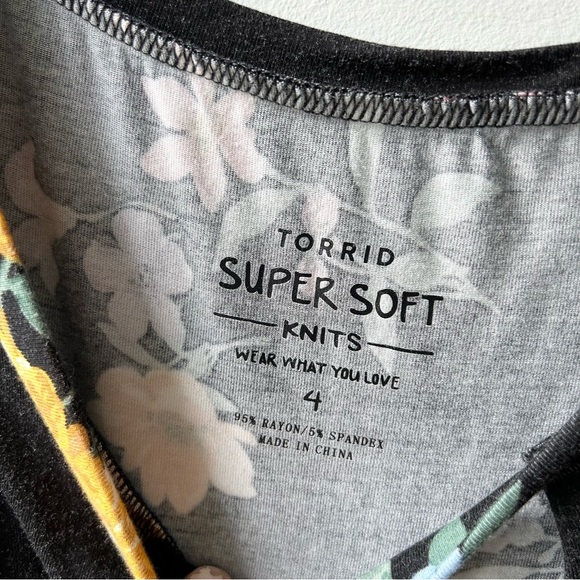 TORRID
SUPER SOFT
KNITS
WEAR WHAT YOU LOVE
4
95% RAYON/5% SPANDEX
MADE IN CHINA